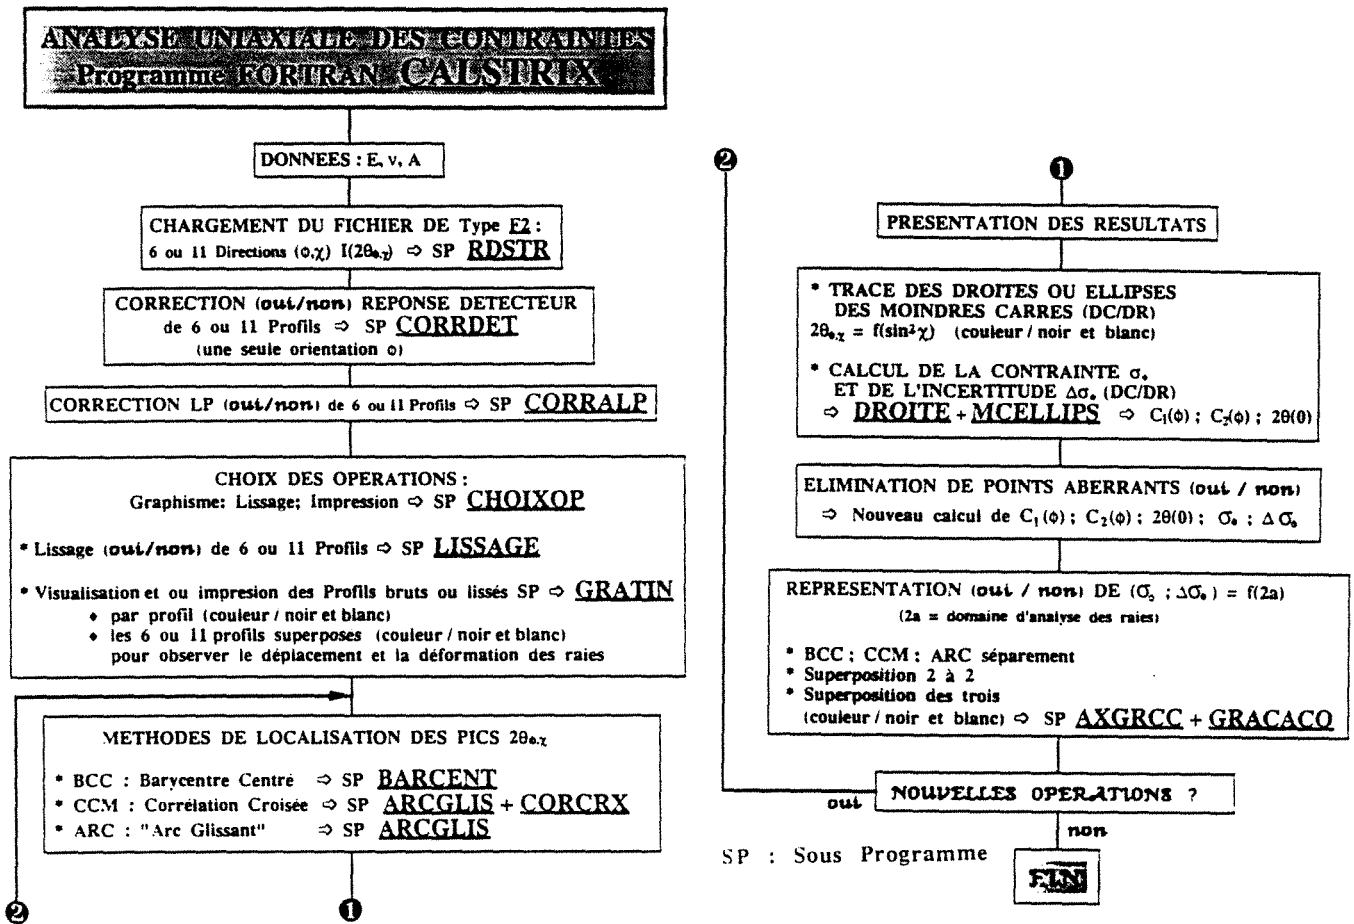 ANALYSE UNIAXIALE DES CONTRAINTES
Programme FORTRAN CALSTRIX
DONNEES : E, ν, A
CHARGEMENT DU FICHIER DE Type F2 :
6 ou 11 Directions (φ,χ) I(2θφ,χ) ⇨ SP RDSTR
CORRECTION (oui/non) REPONSE DETECTEUR
de 6 ou 11 Profils ⇨ SP CORRDET
(une seule orientation φ)
CORRECTION LP (oui/non) de 6 ou 11 Profils ⇨ SP CORRALP
CHOIX DES OPERATIONS :
Graphisme; Lissage; Impression ⇨ SP CHOIXOP
* Lissage (oui/non) de 6 ou 11 Profils ⇨ SP LISSAGE
* Visualisation et ou impresion des Profils bruts ou lissés SP ⇨ GRATIN
♦ par profil (couleur / noir et blanc)
♦ les 6 ou 11 profils superposes (couleur / noir et blanc)
pour observer le déplacement et la déformation des raies
METHODES DE LOCALISATION DES PICS 2θφ,χ
* BCC : Barycentre Centré ⇨ SP BARCENT
* CCM : Corrélation Croisée ⇨ SP ARCGLIS + CORCRX
* ARC : "Arc Glissant" ⇨ SP ARCGLIS
❷
❶
❷
❶
PRESENTATION DES RESULTATS
* TRACE DES DROITES OU ELLIPSES
DES MOINDRES CARRES (DC/DR)
2θφ,χ = f(sin²χ) (couleur / noir et blanc)
* CALCUL DE LA CONTRAINTE σφ
ET DE L'INCERTITUDE Δσφ (DC/DR)
⇨ DROITE + MCELLIPS ⇨ C₁(φ) ; C₂(φ) ; 2θ(0)
ELIMINATION DE POINTS ABERRANTS (oui / non)
⇨ Nouveau calcul de C₁(φ) ; C₂(φ) ; 2θ(0) ; σφ ; Δσφ
REPRESENTATION (oui / non) DE (σφ ; Δσφ) = f(2a)
(2a = domaine d'analyse des raies)
* BCC ; CCM ; ARC séparement
* Superposition 2 à 2
* Superposition des trois
(couleur / noir et blanc) ⇨ SP AXGRCC + GRACACQ
oui
NOUVELLES OPERATIONS ?
non
SP : Sous Programme
FIN